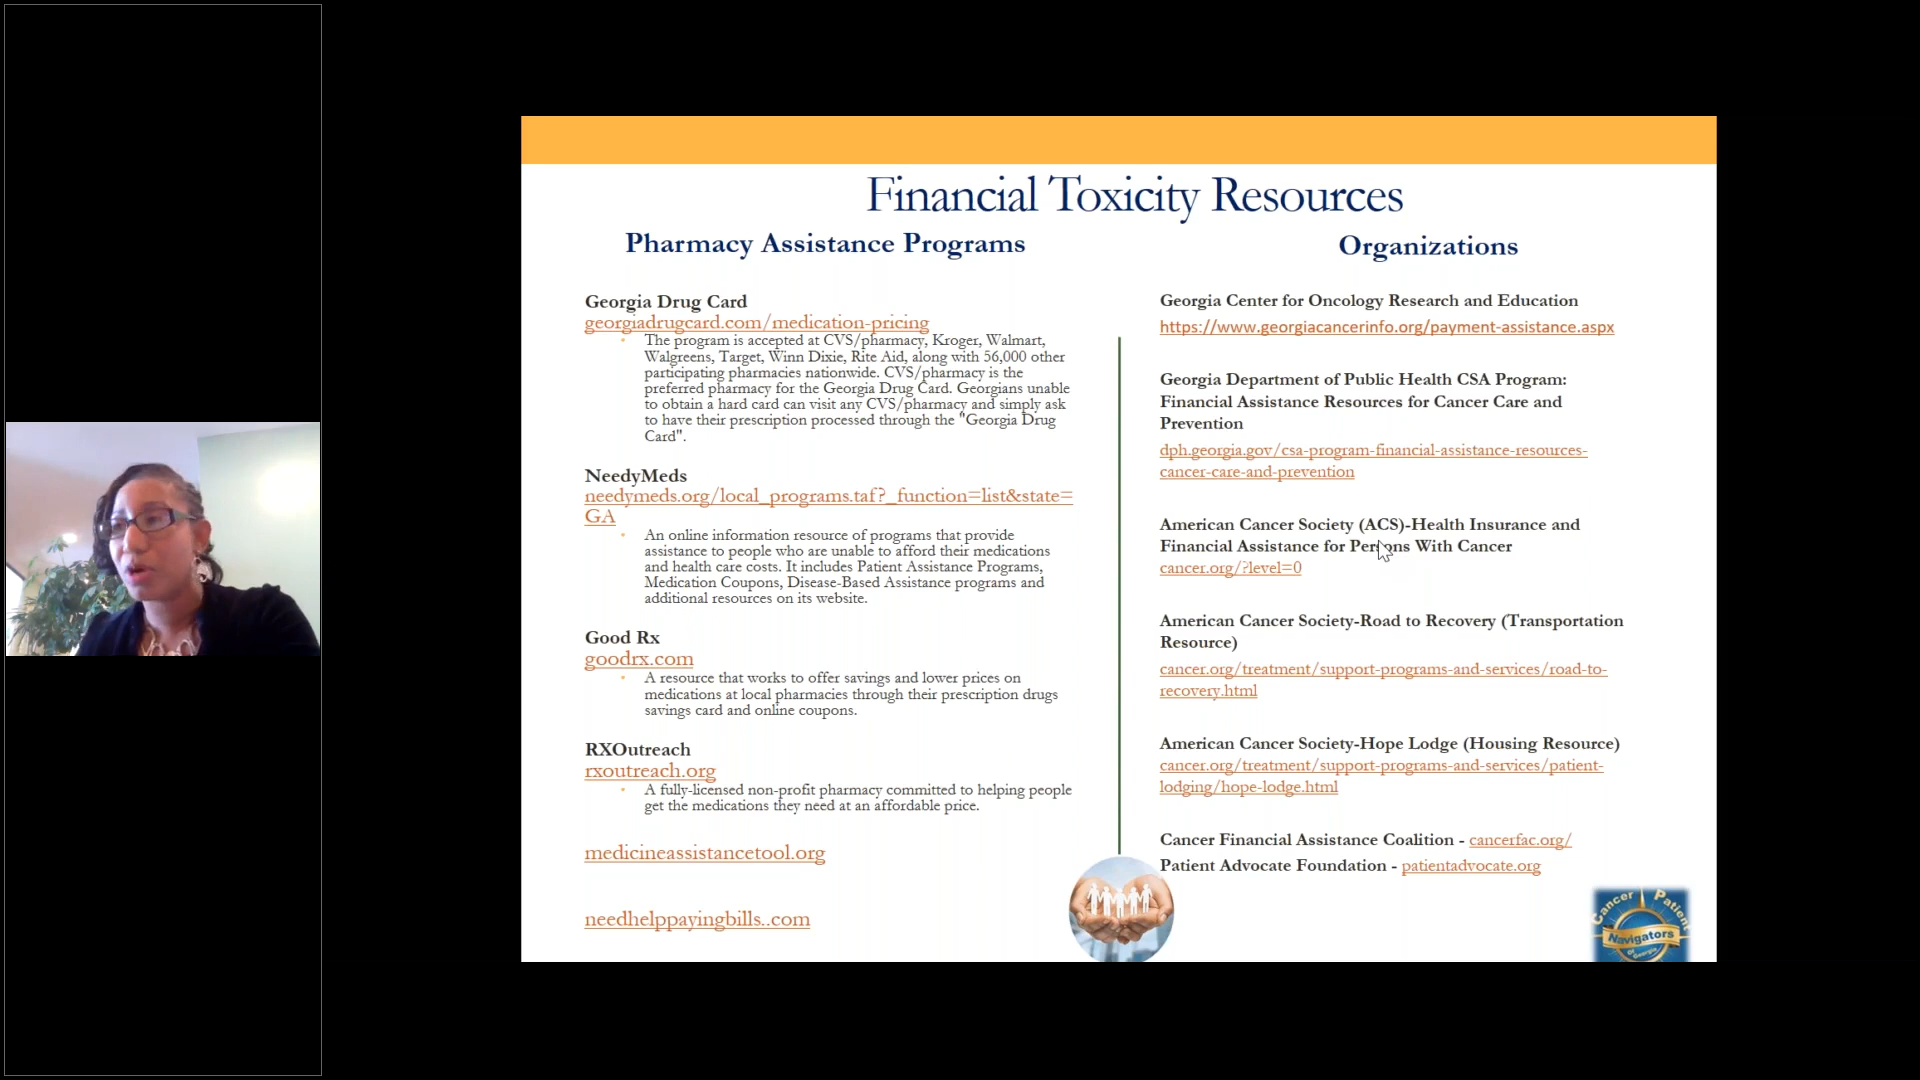 Financial Toxicity Resources
Pharmacy Assistance Programs
Georgia Drug Card
georgiadrugcard.com/medication-pricing
The program is accepted at CVS/pharmacy, Kroger, Walmart,
Walgreens, Target, Winn Dixie, Rite Aid, along with 56,000 other
participating pharmacies nationwide. CVS/pharmacy is the
preferred pharmacy for the Georgia Drug Card. Georgians unable
to obtain a hard card can visit any CVS/pharmacy and simply ask
to have their prescription processed through the "Georgia Drug
Card".
NeedyMeds
needymeds.org/local_programs.taf?_function=list&state=
GA
An online information resource of programs that provide
assistance to people who are unable to afford their medications
and health care costs. It includes Patient Assistance Programs,
Medication Coupons, Disease-Based Assistance programs and
additional resources on its website.
Good Rx
goodrx.com
A resource that works to offer savings and lower prices on
medications at local pharmacies through their prescription drugs
savings card and online coupons.
RXOutreach
rxoutreach.org
A fully-licensed non-profit pharmacy committed to helping people
get the medications they need at an affordable price.
medicineassistancetool.org
needhelppayingbills..com
Organizations
Georgia Center for Oncology Research and Education
https://www.georgiacancerinfo.org/payment-assistance.aspx
Georgia Department of Public Health CSA Program:
Financial Assistance Resources for Cancer Care and
Prevention
dph.georgia.gov/csa-program-financial-assistance-resources-
cancer-care-and-prevention
American Cancer Society (ACS)-Health Insurance and
Financial Assistance for Persons With Cancer
cancer.org/?level=0
American Cancer Society-Road to Recovery (Transportation
Resource)
cancer.org/treatment/support-programs-and-services/road-to-
recovery.html
American Cancer Society-Hope Lodge (Housing Resource)
cancer.org/treatment/support-programs-and-services/patient-
lodging/hope-lodge.html
Cancer Financial Assistance Coalition - cancerfac.org/
Patient Advocate Foundation - patientadvocate.org
Cancer Patient
Navigators
of Georgia